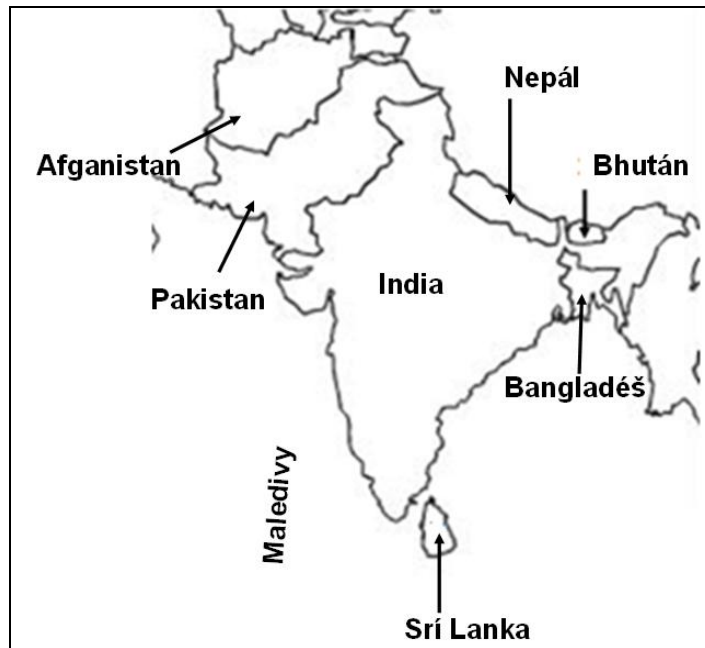 Nepál
Afganistan
Bhután
Pakistan
India
Bangladéš
Maledivy
Srí Lanka